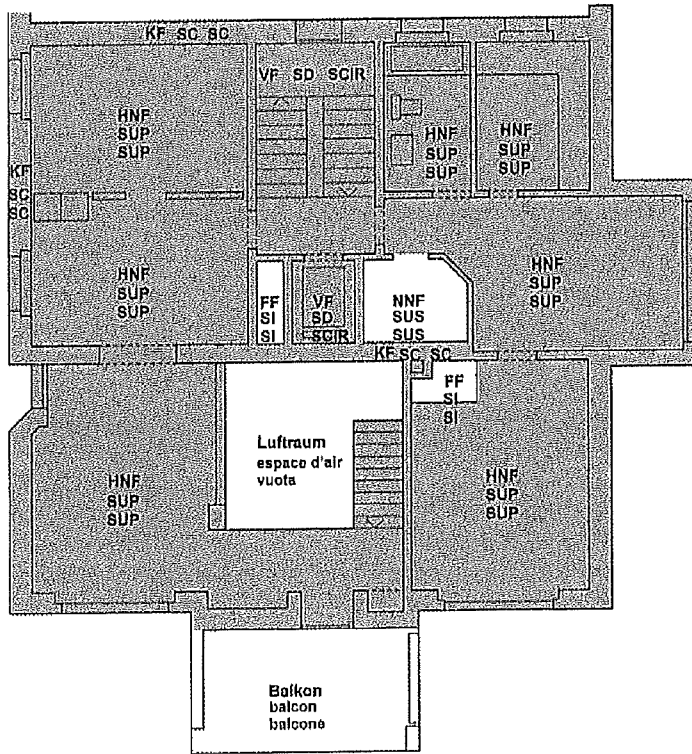 KF SC SC
VF SD SCIR
HNF
SUP
SUP
HNF
SUP
SUP
HNF
SUP
SUP
KF
SC
SC
HNF
SUP
SUP
HNF
SUP
SUP
FF
SI
SI
VF
SD
SCIR
NNF
SUS
SUS
KF SC SC
FF
SI
SI
Luftraum
espace d'air
vuota
HNF
SUP
SUP
HNF
SUP
SUP
Balkon
balcon
balcone